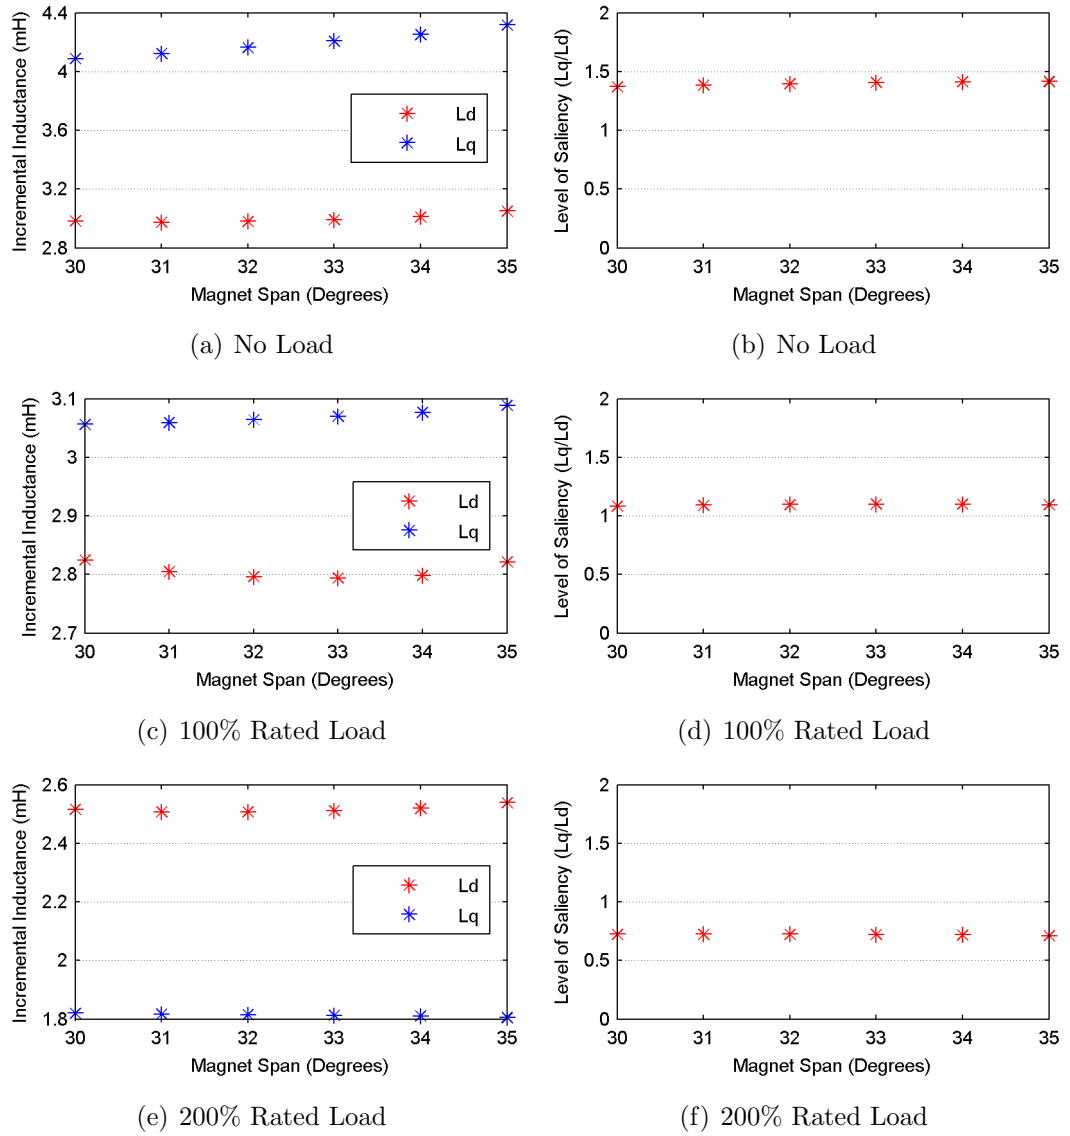 Incremental Inductance (mH)
4.4
4
3.6
3.2
2.8
Ld
Lq
30 31 32 33 34 35
Magnet Span (Degrees)
(a) No Load
Level of Saliency (Lq/Ld)
2
1.5
1
0.5
0
30 31 32 33 34 35
Magnet Span (Degrees)
(b) No Load
Incremental Inductance (mH)
3.1
3
2.9
2.8
2.7
Ld
Lq
30 31 32 33 34 35
Magnet Span (Degrees)
(c) 100% Rated Load
Level of Saliency (Lq/Ld)
2
1.5
1
0.5
0
30 31 32 33 34 35
Magnet Span (Degrees)
(d) 100% Rated Load
Incremental Inductance (mH)
2.6
2.4
2.2
2
1.8
Ld
Lq
30 31 32 33 34 35
Magnet Span (Degrees)
(e) 200% Rated Load
Level of Saliency (Lq/Ld)
2
1.5
1
0.5
0
30 31 32 33 34 35
Magnet Span (Degrees)
(f) 200% Rated Load